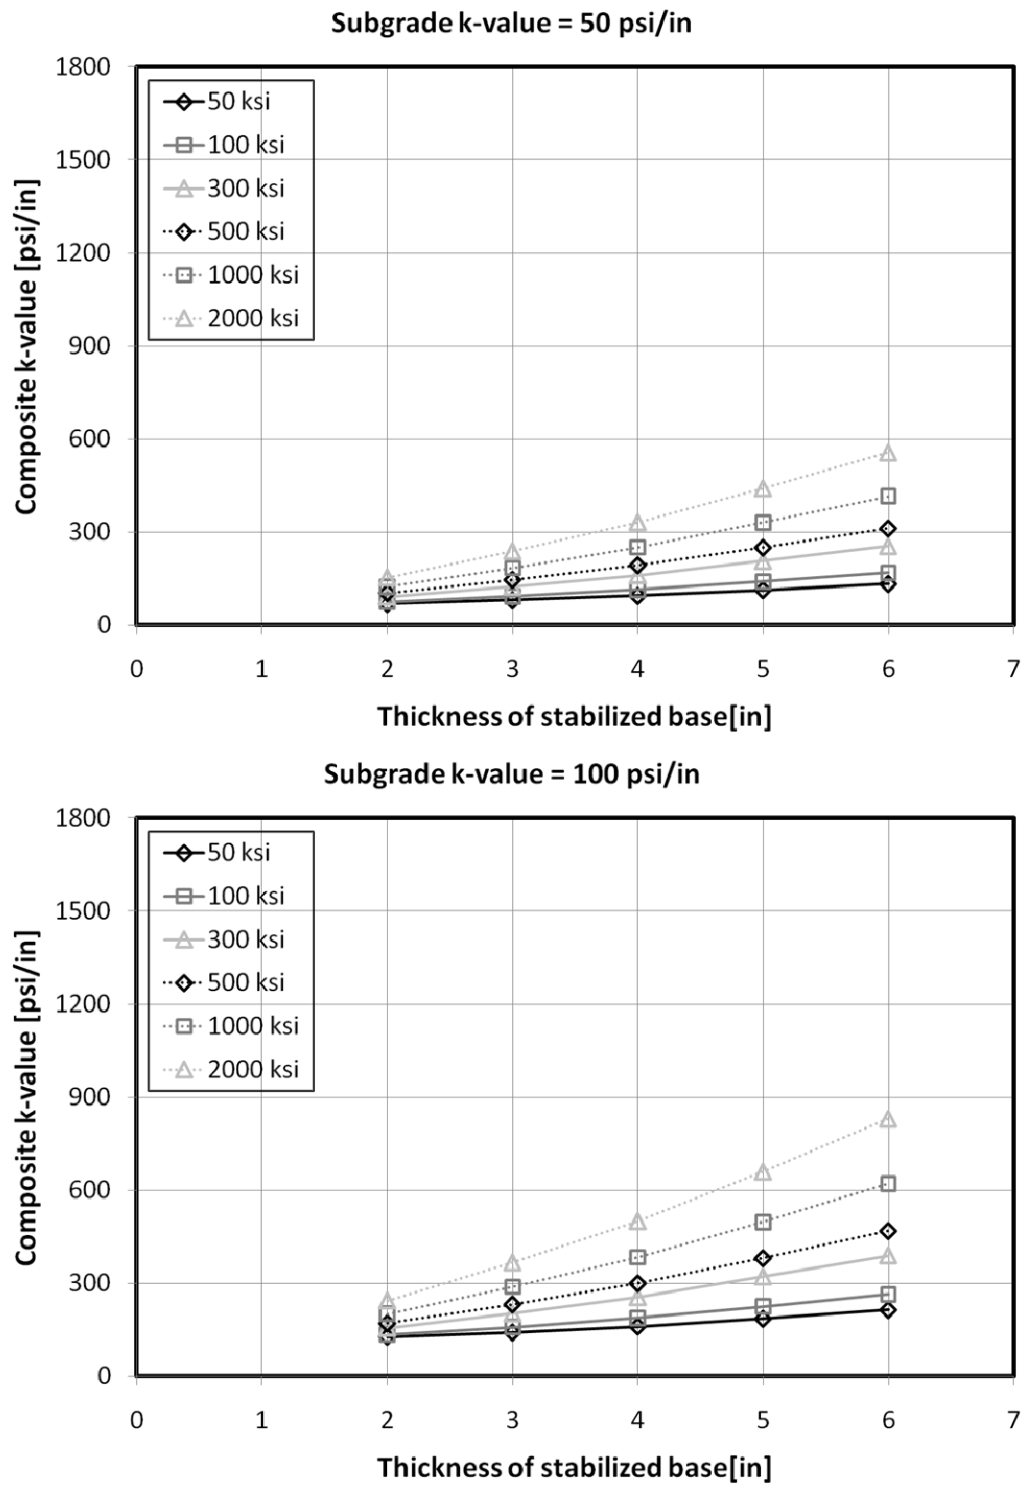 Subgrade k-value = 50 psi/in
1800
1500
1200
900
600
300
0
Composite k-value [psi/in]
50 ksi
100 ksi
300 ksi
500 ksi
1000 ksi
2000 ksi
0 1 2 3 4 5 6 7
Thickness of stabilized base[in]
Subgrade k-value = 100 psi/in
1800
1500
1200
900
600
300
0
Composite k-value [psi/in]
50 ksi
100 ksi
300 ksi
500 ksi
1000 ksi
2000 ksi
0 1 2 3 4 5 6 7
Thickness of stabilized base[in]